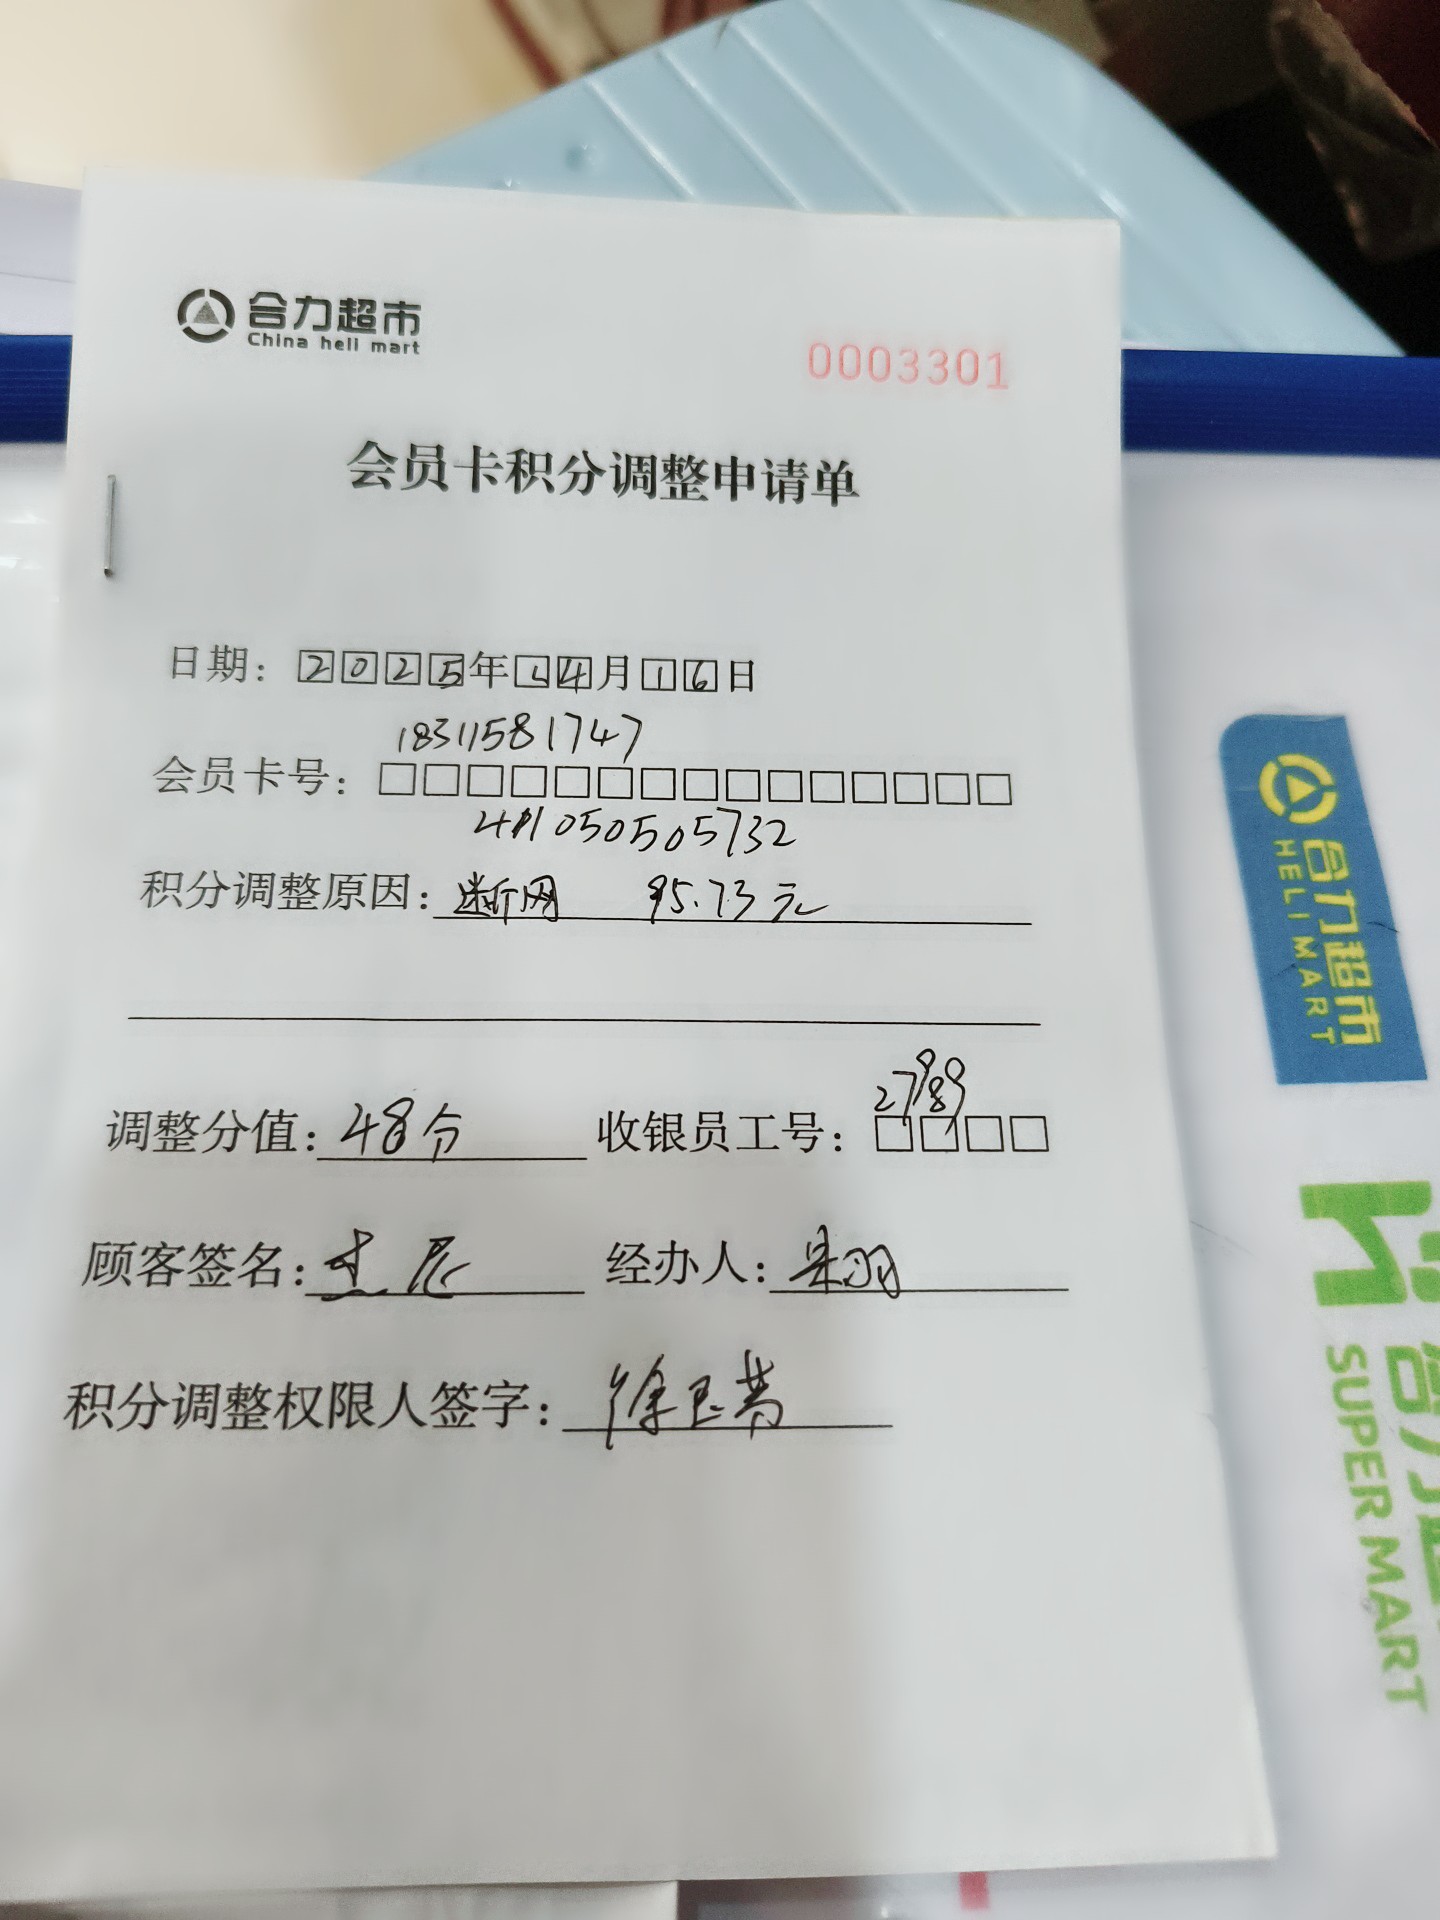 合力超市
China heli mart
0003301
会员卡积分调整申请单
日期：2025年04月16日
18311581747
会员卡号：
411050505732
积分调整原因：断网 95.73元
2789
调整分值：48分 收银员工号：
顾客签名： 经办人：
积分调整权限人签字：徐
合力超市
HELI MART
SUPERMART